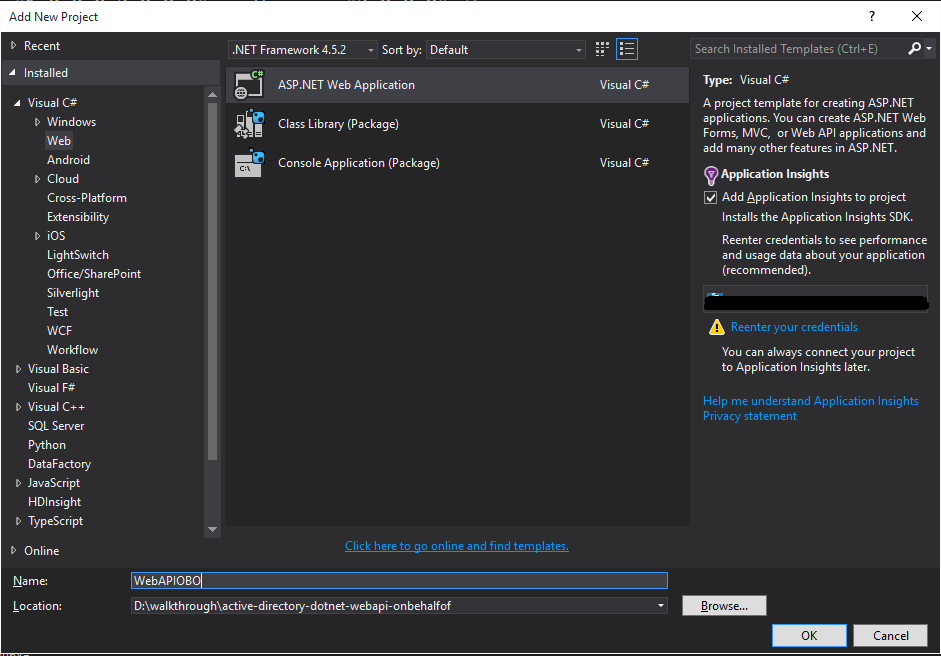 Add New Project
?
Recent
.NET Framework 4.5.2
Sort by:
Default
Search Installed Templates (Ctrl+E)
Installed
Visual C#
Windows
Web
Android
Cloud
Cross-Platform
Extensibility
iOS
LightSwitch
Office/SharePoint
Silverlight
Test
WCF
Workflow
Visual Basic
Visual F#
Visual C++
SQL Server
Python
DataFactory
JavaScript
HDInsight
TypeScript
Online
C#
ASP.NET Web Application
Visual C#
Class Library (Package)
Visual C#
C:\
Console Application (Package)
Visual C#
Click here to go online and find templates.
Type: Visual C#
A project template for creating ASP.NET
applications. You can create ASP.NET Web
Forms, MVC, or Web API applications and
add many other features in ASP.NET.
Application Insights
Add Application Insights to project
Installs the Application Insights SDK.
Reenter credentials to see performance
and usage data about your application
(recommended).
Reenter your credentials
You can always connect your project
to Application Insights later.
Help me understand Application Insights
Privacy statement
Name:
WebAPIOBO
Location:
D:\walkthrough\active-directory-dotnet-webapi-onbehalfof
Browse...
OK
Cancel